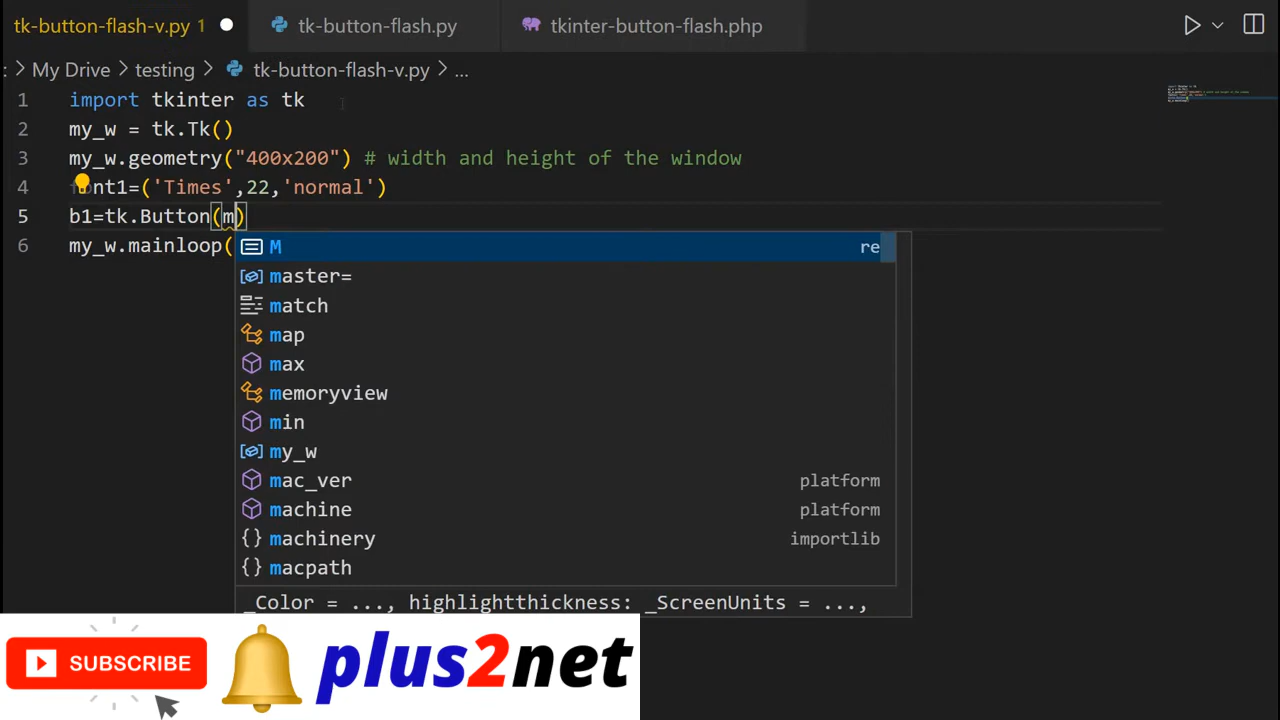 tk-button-flash-v.py 1 tk-button-flash.py tkinter-button-flash.php
: > My Drive > testing > tk-button-flash-v.py > ...
1 import tkinter as tk
2 my_w = tk.Tk()
3 my_w.geometry("400x200") # width and height of the window
4 font1=('Times',22,'normal')
5 b1=tk.Button(m)
6 my_w.mainloop(
M re
master=
match
map
max
memoryview
min
my_w
mac_ver platform
machine platform
machinery importlib
macpath
_Color = ..., highlightthickness: _ScreenUnits = ...,
SUBSCRIBE plus2net